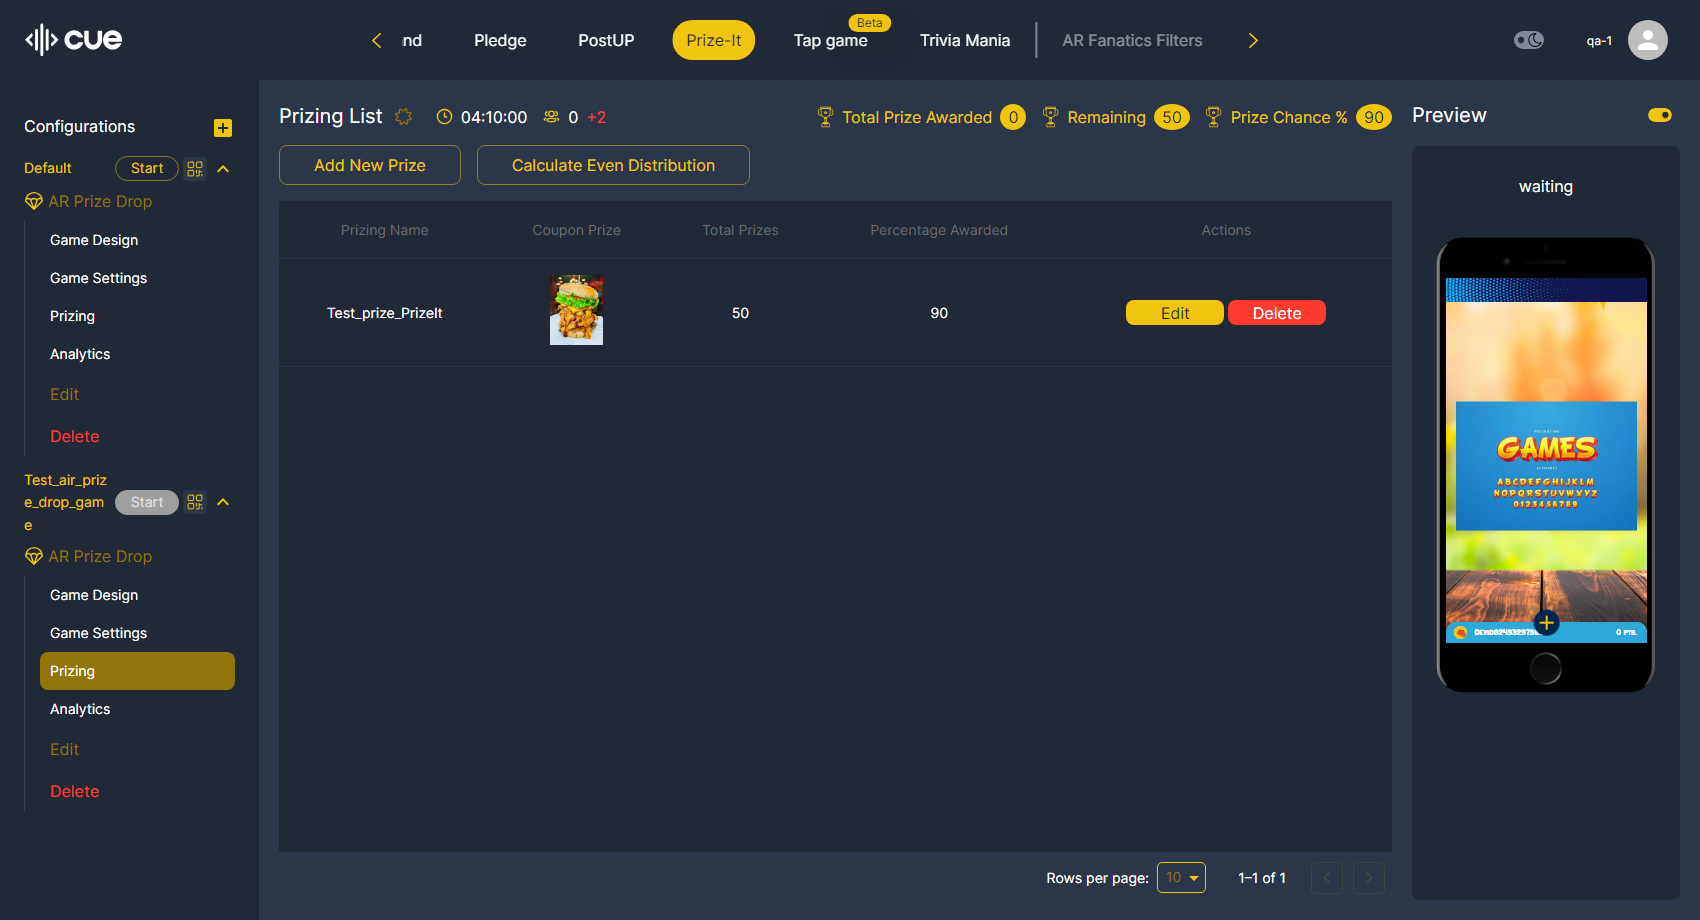 cue
nd
Pledge
PostUP
Prize-It
Beta
Tap game
Trivia Mania
AR Fanatics Filters
qa-1
Configurations
Default
Start
AR Prize Drop
Game Design
Game Settings
Prizing
Analytics
Edit
Delete
Test_air_priz
e_drop_gam
e
Start
AR Prize Drop
Game Design
Game Settings
Prizing
Analytics
Edit
Delete
Prizing List
04:10:00
0 +2
Total Prize Awarded 0
Remaining 50
Prize Chance % 90
Add New Prize
Calculate Even Distribution
Prizing Name Coupon Prize Total Prizes Percentage Awarded Actions
Test_prize_PrizeIt 50 90 Edit Delete
Rows per page: 10 1–1 of 1
Preview
waiting
PRESENTING
GAMES
ALPHABET
ABCDEFGHIJKLM
NOPQRSTUVWXYZ
0123456789
0 PTS.